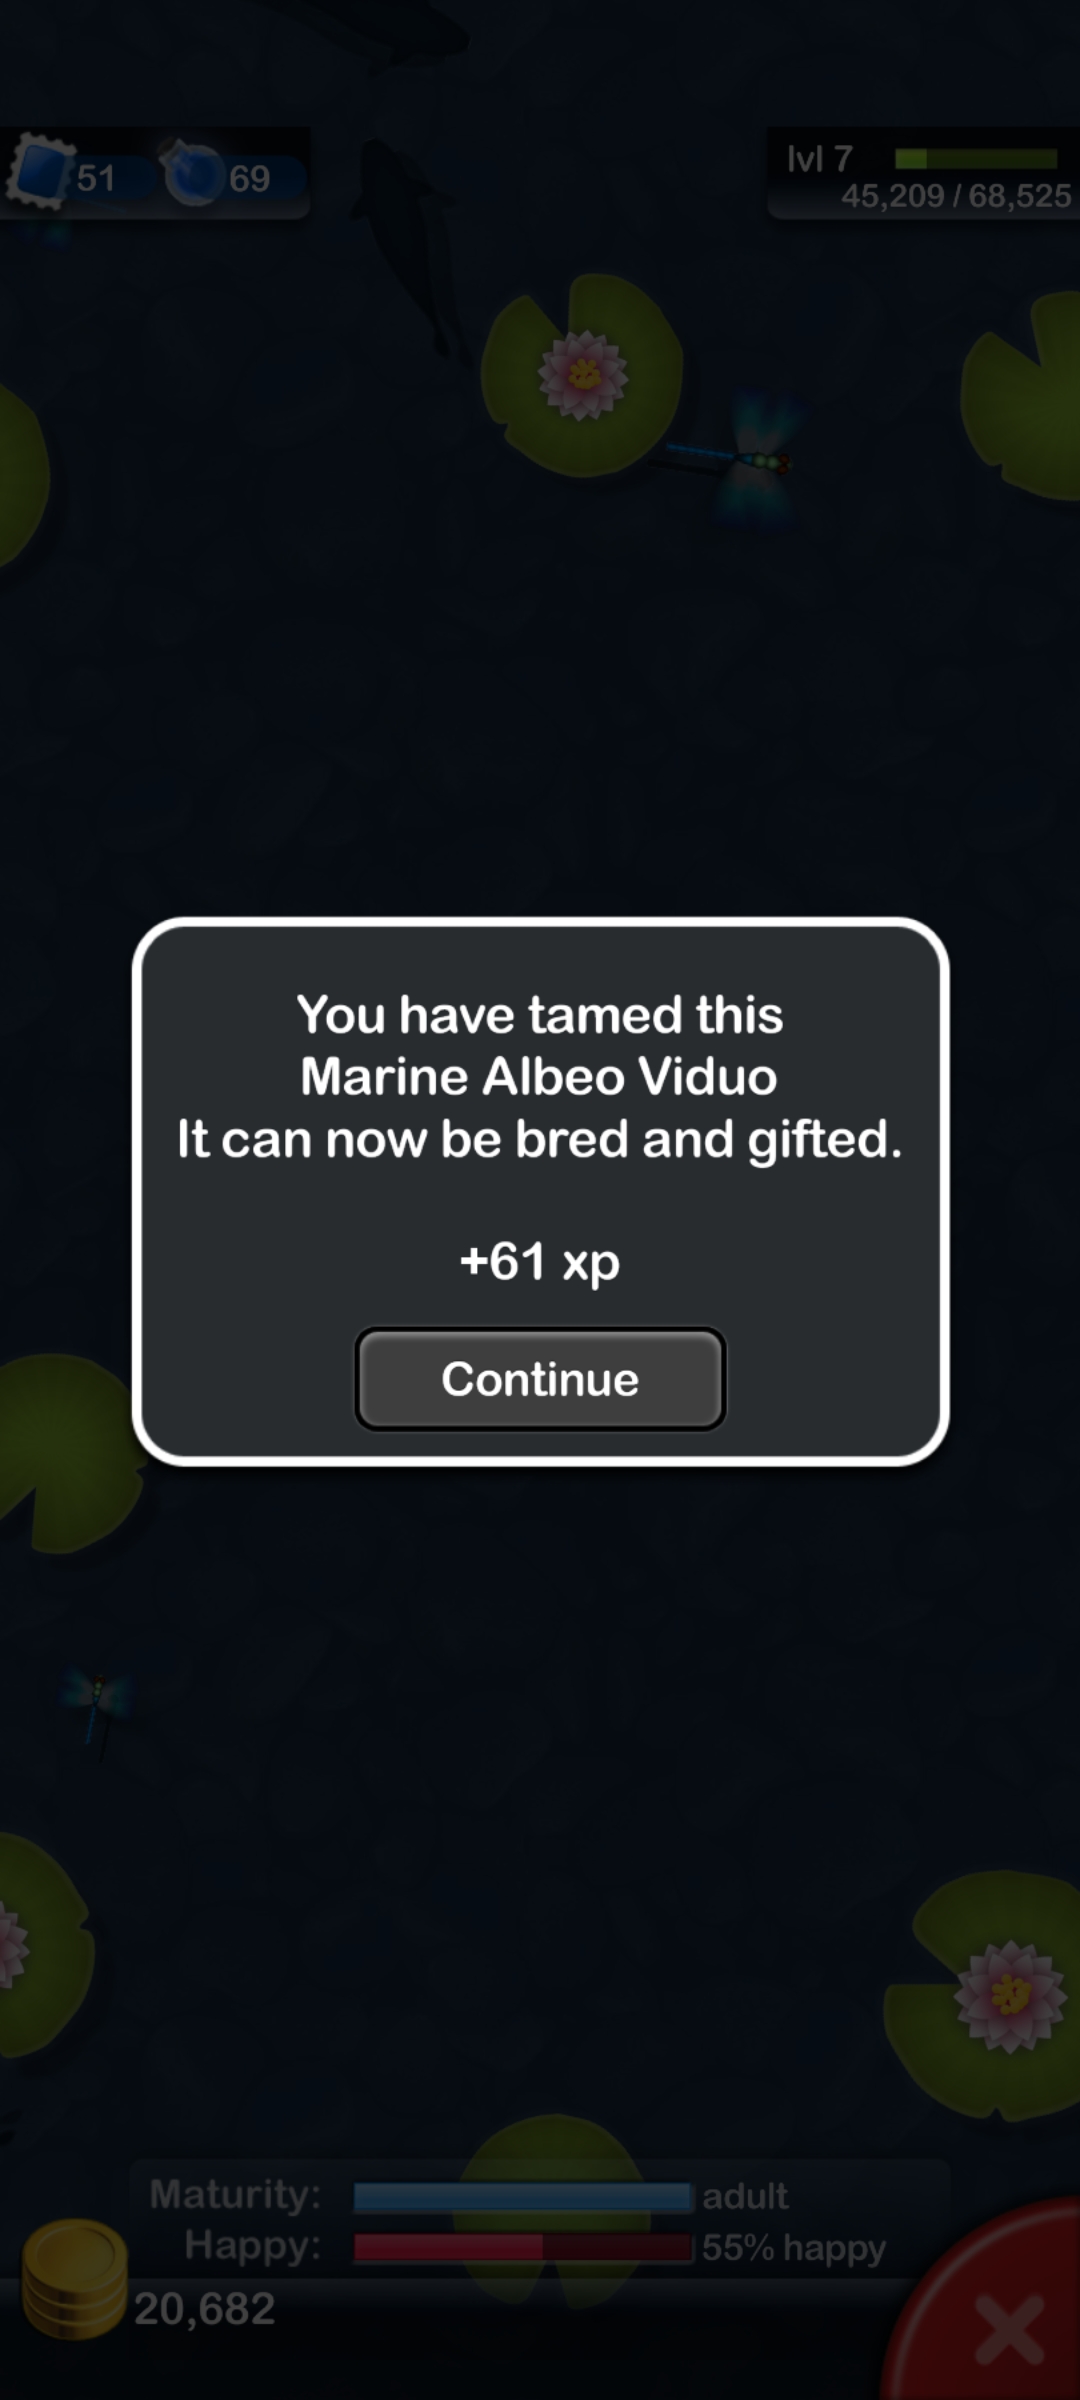 51
69
lvl 7
45,209 / 68,525
You have tamed this
Marine Albeo Viduo
It can now be bred and gifted.
+61 xp
Continue
Maturity: adult
Happy: 55% happy
20,682